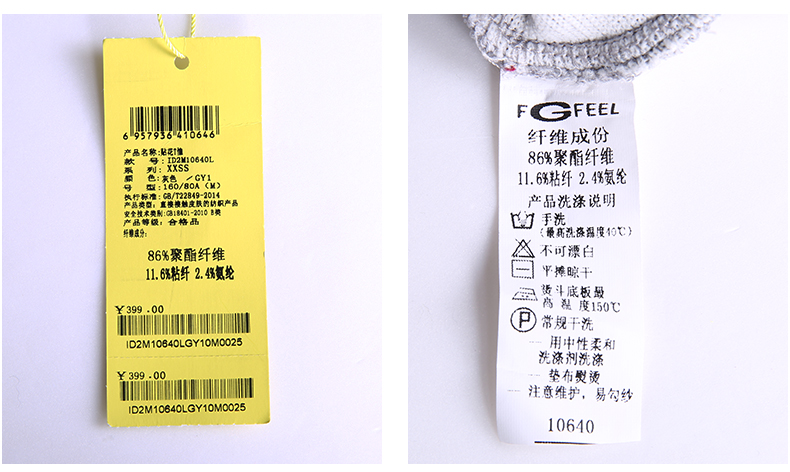 6 957936 410646
产品名称:贴花T恤
款 号:ID2M10640L
系 列:XXSS
颜 色:灰色 /GY1
号 型:160/80A（M）
执行标准:GB/T22849-2014
产品类型:直接接触皮肤的纺织产品
安全技术类别:GB18401-2010 B类
产品等级:合格品
纤维成分:
86%聚酯纤维
11.6%粘纤 2.4%氨纶
￥399.00
ID2M10640LGY10M0025
￥399.00
ID2M10640LGY10M0025
FGFEEL
纤维成份
86%聚酯纤维
11.6%粘纤 2.4%氨纶
产品洗涤说明
手洗
(最高洗涤温度40℃)
不可漂白
平摊晾干
熨斗底板最
高温度150℃
P 常规干洗
— 用中性柔和
洗涤剂洗涤
— 垫布熨烫
— 注意维护，易勾纱
10640